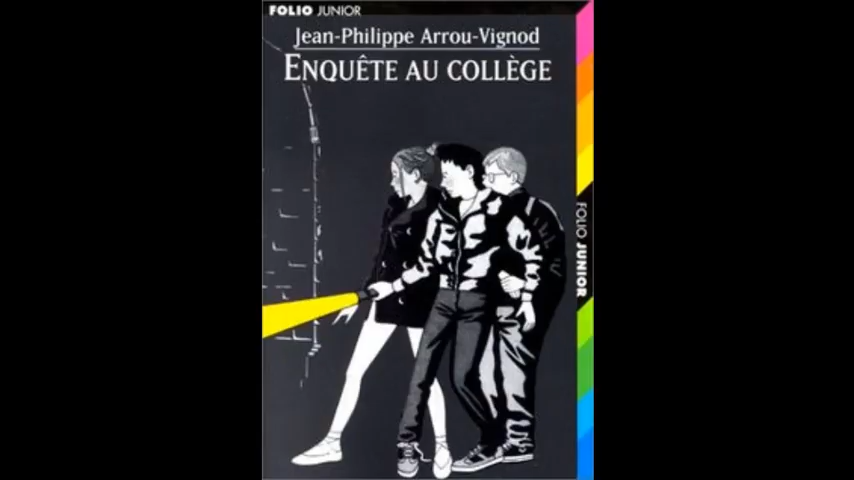 FOLIO JUNIOR
Jean-Philippe Arrou-Vignod
ENQUÊTE AU COLLÈGE
FOLIO JUNIOR